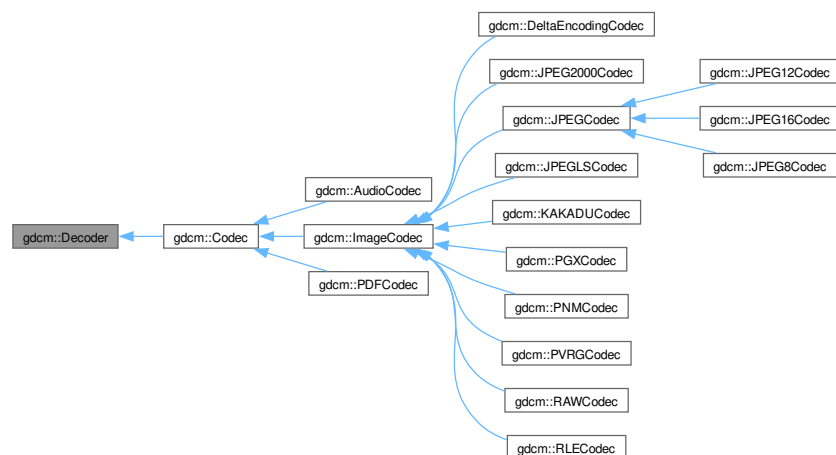 gdcm::DeltaEncodingCodec
gdcm::JPEG2000Codec
gdcm::JPEG12Codec
gdcm::JPEGCodec
gdcm::JPEG16Codec
gdcm::JPEGLSCodec
gdcm::JPEG8Codec
gdcm::AudioCodec
gdcm::KAKADUCodec
gdcm::Decoder
gdcm::Codec
gdcm::ImageCodec
gdcm::PGXCodec
gdcm::PDFCodec
gdcm::PNMCodec
gdcm::PVRGCodec
gdcm::RAWCodec
gdcm::RLECodec